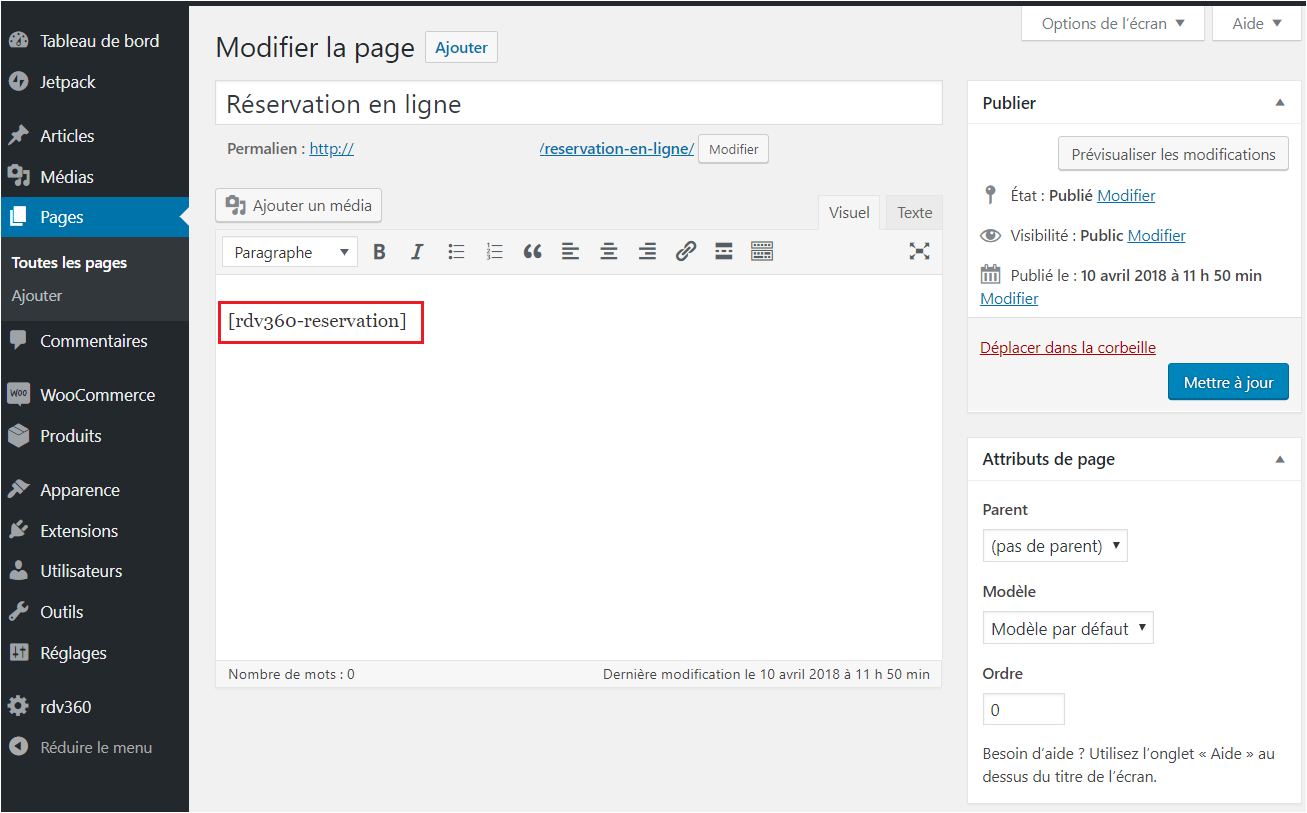 Tableau de bord
Jetpack
Articles
Médias
Pages
Toutes les pages
Ajouter
Commentaires
WOO WooCommerce
Produits
Apparence
Extensions
Utilisateurs
Outils
Réglages
rdv360
Réduire le menu
Options de l’écran Aide
Modifier la page Ajouter
Réservation en ligne
Permalien : http:// /reservation-en-ligne/ Modifier
Ajouter un média
Visuel Texte
Paragraphe B I
[rdv360-reservation]
Nombre de mots : 0 Dernière modification le 10 avril 2018 à 11 h 50 min
Publier
Prévisualiser les modifications
État : Publié Modifier
Visibilité : Public Modifier
Publié le : 10 avril 2018 à 11 h 50 min
Modifier
Déplacer dans la corbeille
Mettre à jour
Attributs de page
Parent
(pas de parent)
Modèle
Modèle par défaut
Ordre
0
Besoin d’aide ? Utilisez l’onglet « Aide » au
dessus du titre de l’écran.